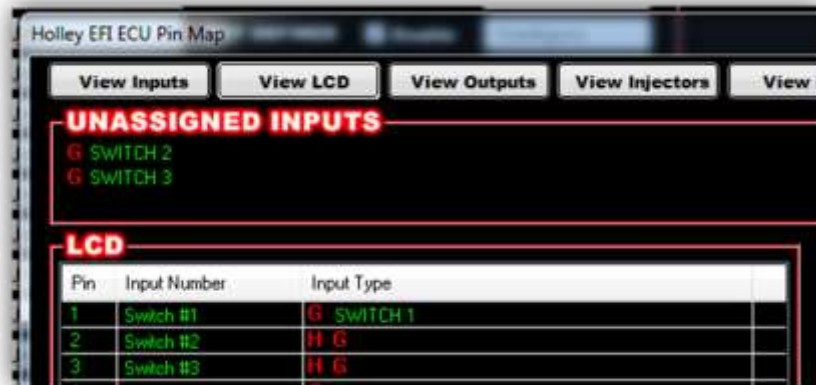 Holley EFI ECU Pin Map
View Inputs View LCD View Outputs View Injectors View
UNASSIGNED INPUTS
G SWITCH 2
G SWITCH 3
LCD
Pin Input Number Input Type
1 Switch #1 G SWITCH 1
2 Switch #2 H G
3 Switch #3 H G